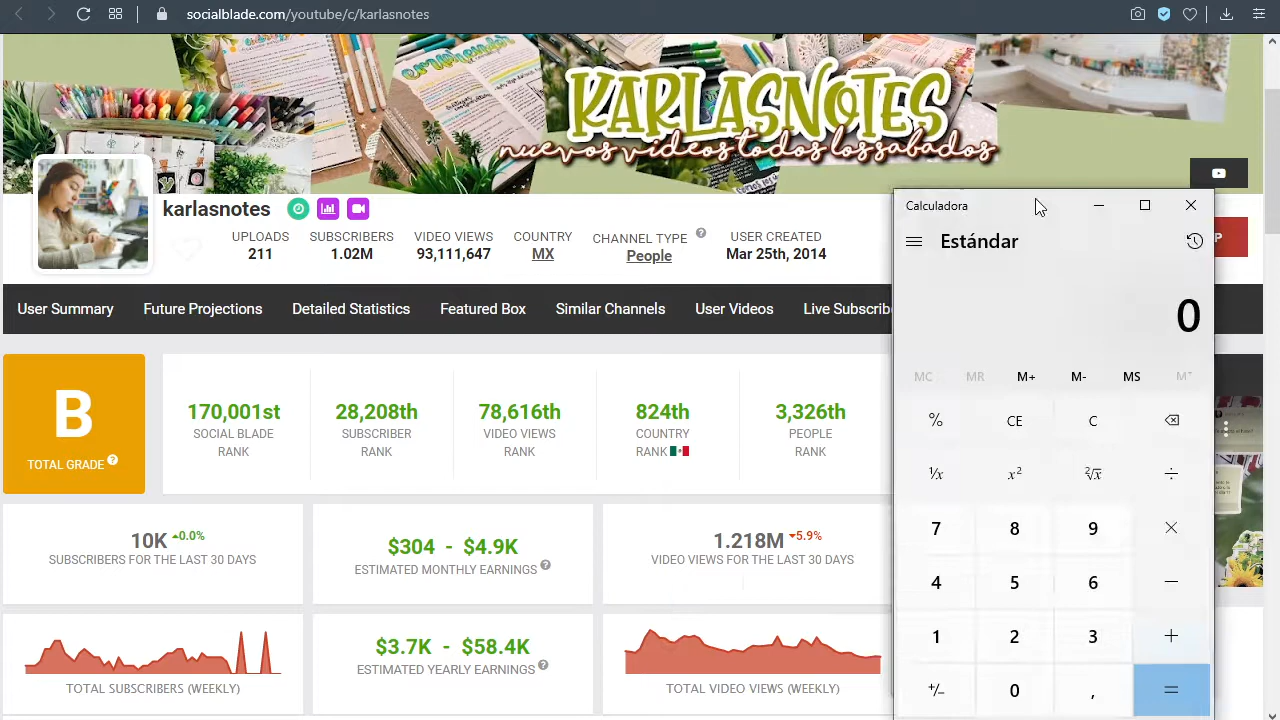 socialblade.com/youtube/c/karlasnotes
KARLASNOTES
nuevos videos todos los sabados
karlasnotes
UPLOADS
211
SUBSCRIBERS
1.02M
VIDEO VIEWS
93,111,647
COUNTRY
MX
CHANNEL TYPE ?
People
USER CREATED
Mar 25th, 2014
P
User Summary
Future Projections
Detailed Statistics
Featured Box
Similar Channels
User Videos
Live Subscrib
B
TOTAL GRADE ?
170,001st
SOCIAL BLADE
RANK
28,208th
SUBSCRIBER
RANK
78,616th
VIDEO VIEWS
RANK
824th
COUNTRY
RANK
3,326th
PEOPLE
RANK
10K 0.0%
SUBSCRIBERS FOR THE LAST 30 DAYS
$304 - $4.9K
ESTIMATED MONTHLY EARNINGS ?
1.218M -5.9%
VIDEO VIEWS FOR THE LAST 30 DAYS
TOTAL SUBSCRIBERS (WEEKLY)
$3.7K - $58.4K
ESTIMATED YEARLY EARNINGS ?
TOTAL VIDEO VIEWS (WEEKLY)
Calculadora
Estándar
0
MC MR M+ M- MS M˅
% CE C
¹/x x² ²√x ÷
7 8 9 ×
4 5 6 −
1 2 3 +
+/− 0 , =